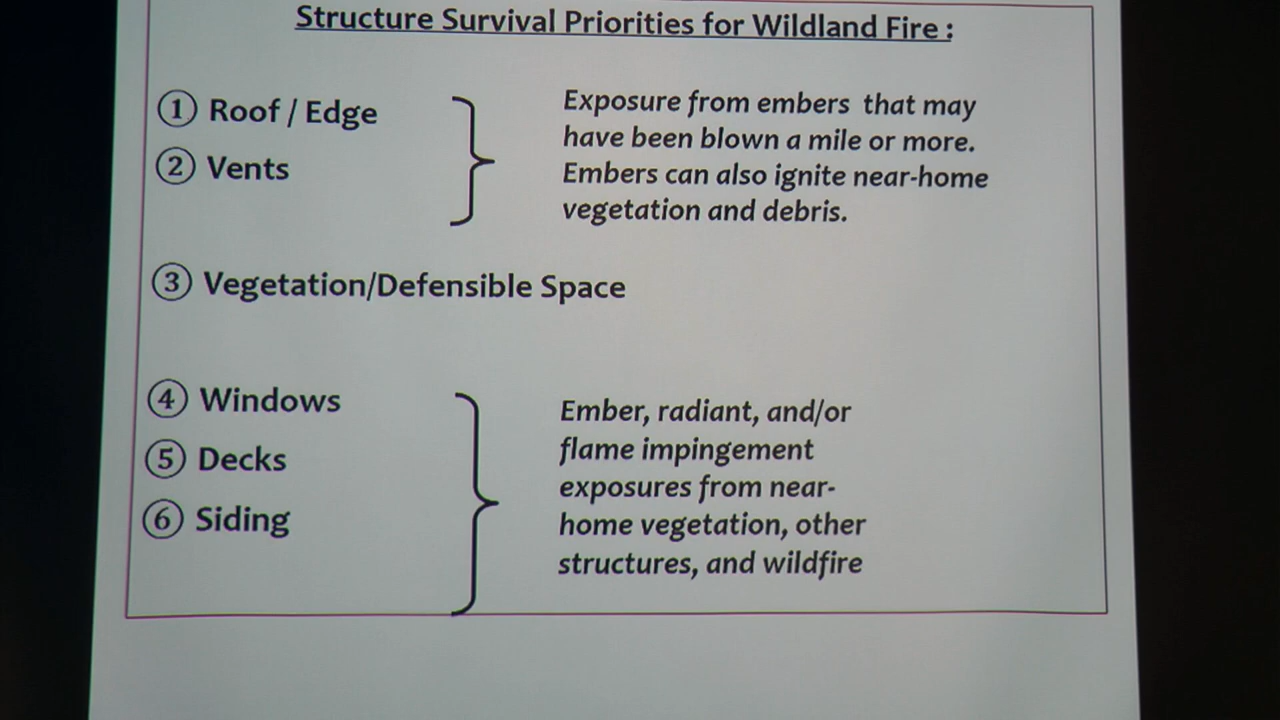 Structure Survival Priorities for Wildland Fire :
① Roof / Edge
② Vents
Exposure from embers that may
have been blown a mile or more.
Embers can also ignite near-home
vegetation and debris.
③ Vegetation/Defensible Space
④ Windows
⑤ Decks
⑥ Siding
Ember, radiant, and/or
flame impingement
exposures from near-
home vegetation, other
structures, and wildfire